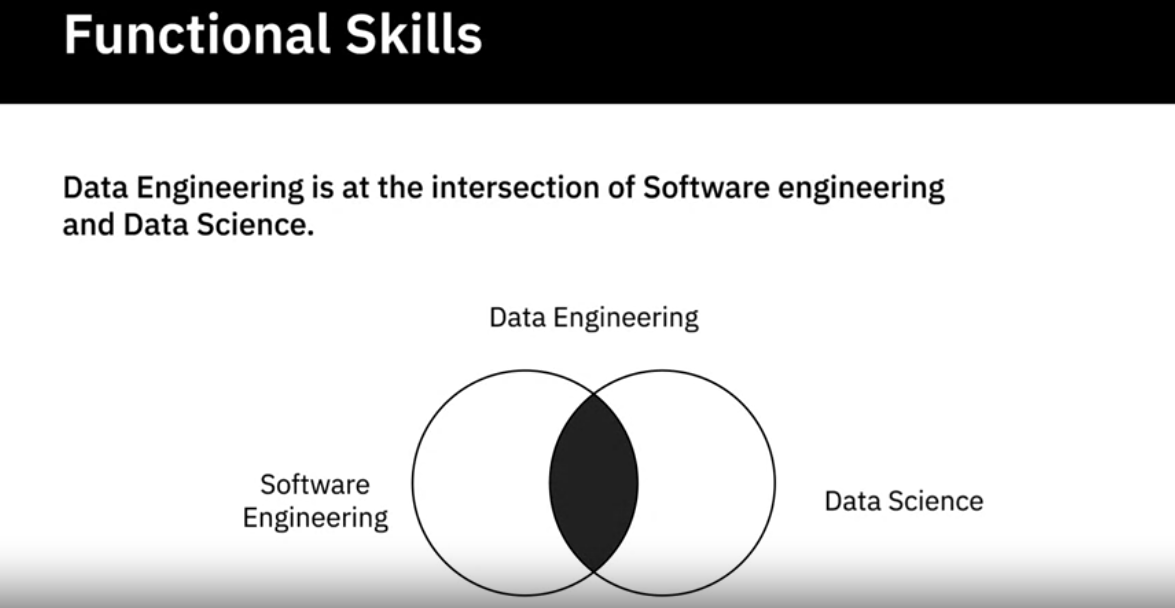 Functional Skills
Data Engineering is at the intersection of Software engineering
and Data Science.
Data Engineering
Software
Engineering
Data Science